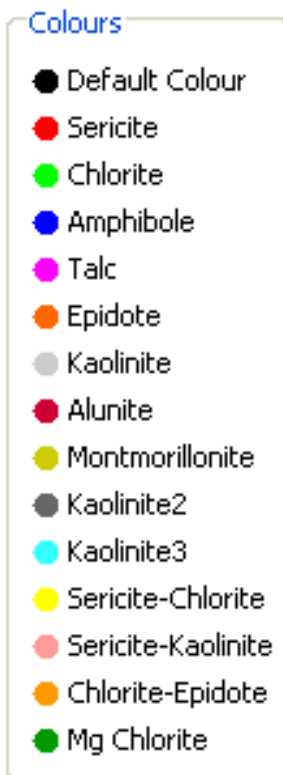 Colours
Default Colour
Sericite
Chlorite
Amphibole
Talc
Epidote
Kaolinite
Alunite
Montmorillonite
Kaolinite2
Kaolinite3
Sericite-Chlorite
Sericite-Kaolinite
Chlorite-Epidote
Mg Chlorite